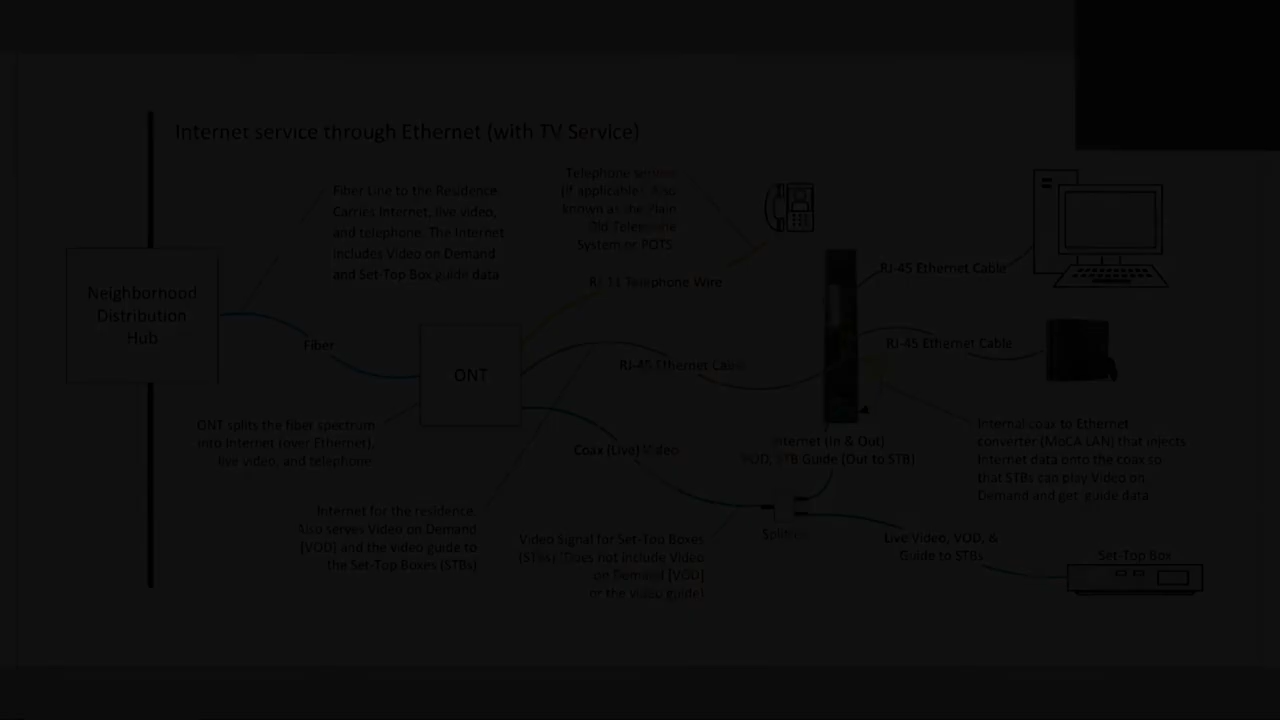 Internet service through Ethernet (with TV Service)
Fiber Line to the Residence
Carries Internet, live video,
and telephone. The Internet
includes Video on Demand
and Set-Top Box guide data
Telephone service
(if applicable) Also
known as the Plain
Old Telephone
System or POTS
RJ-11 Telephone Wire
RJ-45 Ethernet Cable
Neighborhood
Distribution
Hub
Fiber
ONT
RJ-45 Ethernet Cable
RJ-45 Ethernet Cable
ONT splits the fiber spectrum
into Internet (over Ethernet),
live video, and telephone
Coax (Live) Video
Internet (In & Out)
VOD, STB Guide (Out to STB)
Internal coax to Ethernet
converter (MoCA LAN) that injects
Internet data onto the coax so
that STBs can play Video on
Demand and get guide data
Internet for the residence.
Also serves Video on Demand
[VOD] and the video guide to
the Set-Top Boxes (STBs)
Video Signal for Set-Top Boxes
(STBs) (Does not include Video
on Demand [VOD]
or the video guide)
Splitter
Live Video, VOD, &
Guide to STBs
Set-Top Box